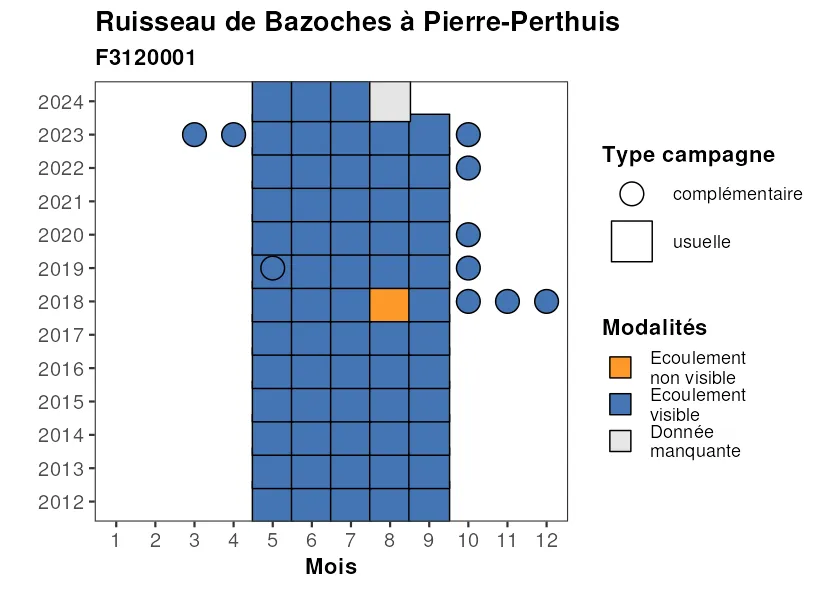 Ruisseau de Bazoches à Pierre-Perthuis
F3120001
2024
2023
2022
2021
2020
2019
2018
2017
2016
2015
2014
2013
2012
1 2 3 4 5 6 7 8 9 10 11 12
Mois
Type campagne
complémentaire
usuelle
Modalités
Ecoulement
non visible
Ecoulement
visible
Donnée
manquante